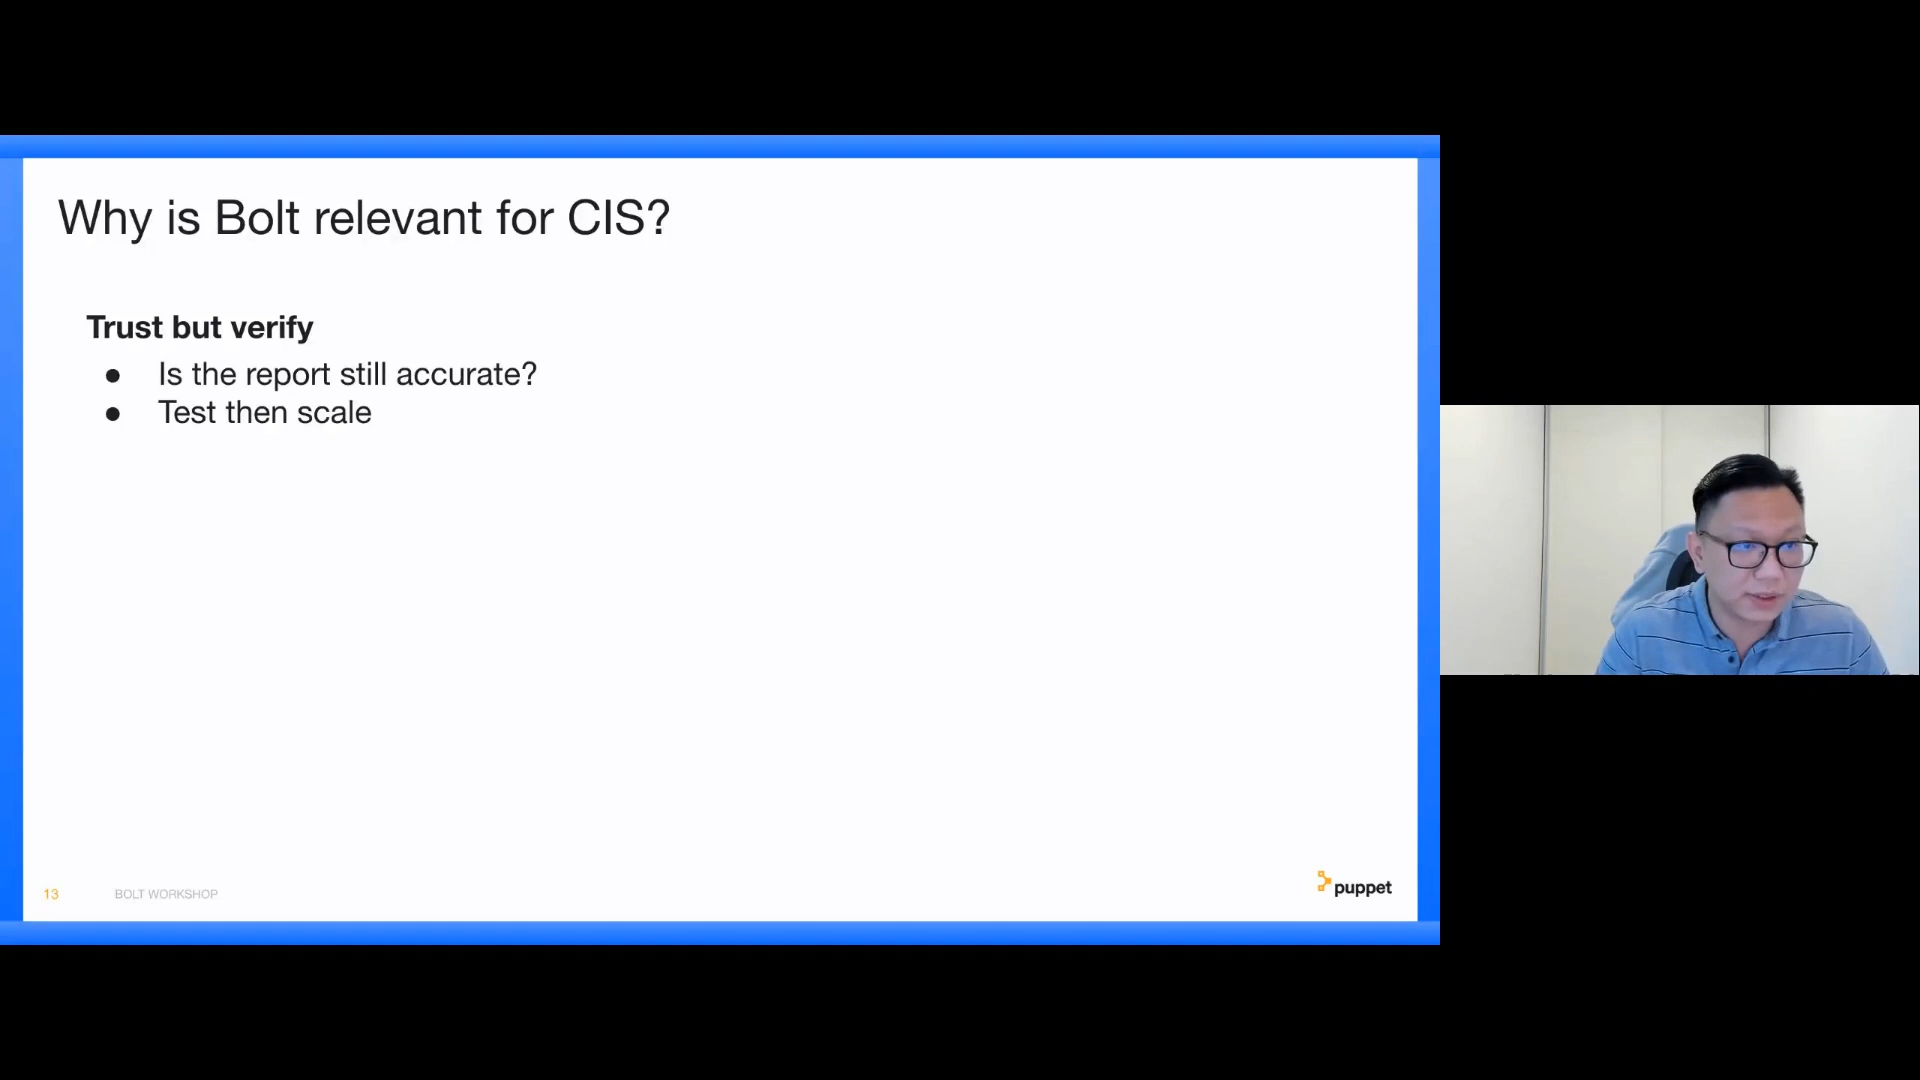 Why is Bolt relevant for CIS?
Trust but verify
● Is the report still accurate?
● Test then scale
13 BOLT WORKSHOP
puppet